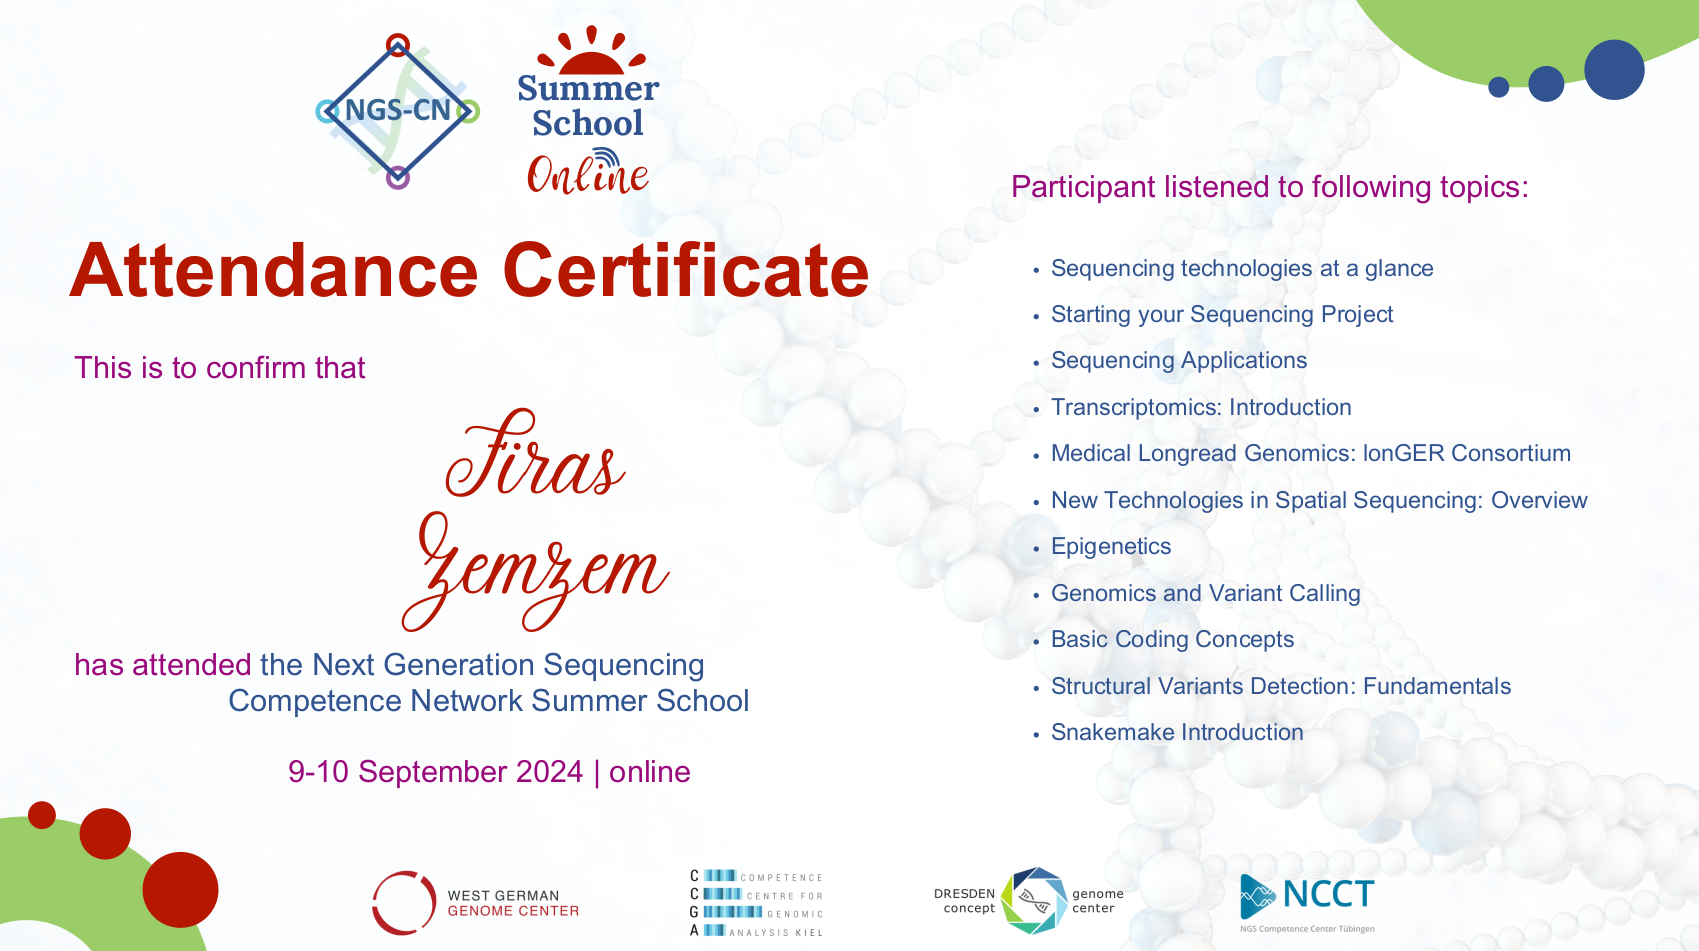 NGS-CN
Summer
School
Online
Attendance Certificate
This is to confirm that
Firas
Zemzem
has attended the Next Generation Sequencing
Competence Network Summer School
9-10 September 2024 | online
Participant listened to following topics:
• Sequencing technologies at a glance
• Starting your Sequencing Project
• Sequencing Applications
• Transcriptomics: Introduction
• Medical Longread Genomics: lonGER Consortium
• New Technologies in Spatial Sequencing: Overview
• Epigenetics
• Genomics and Variant Calling
• Basic Coding Concepts
• Structural Variants Detection: Fundamentals
• Snakemake Introduction
WEST GERMAN
GENOME CENTER
C COMPETENCE
C CENTRE FOR
G GENOMIC
A ANALYSIS KIEL
DRESDEN
concept
genome
center
NCCT
NGS Competence Center Tübingen